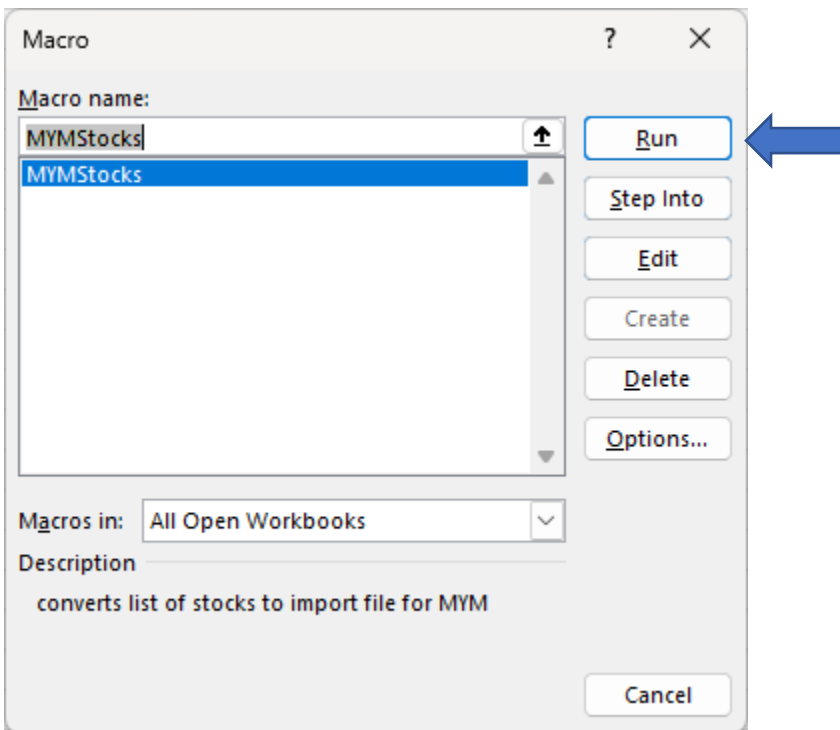 Macro
?
Macro name:
MYMStocks
Run
MYMStocks
Step Into
Edit
Create
Delete
Options...
Macros in: All Open Workbooks
Description
converts list of stocks to import file for MYM
Cancel